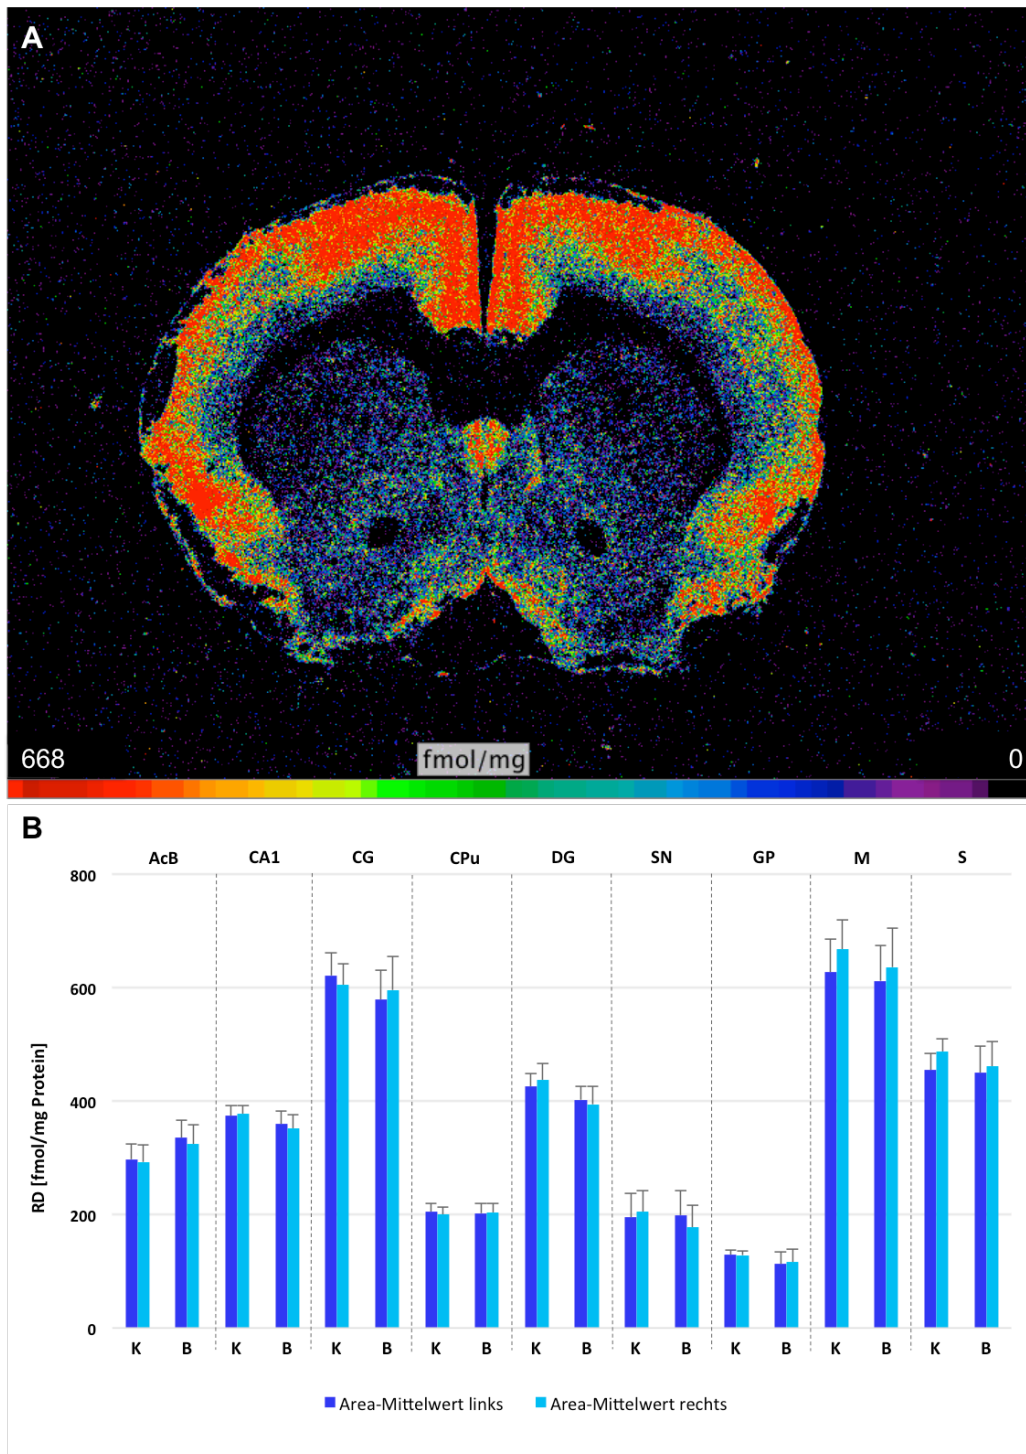 A
668 fmol/mg 0
B
AcB CA1 CG CPu DG SN GP M S
800
600
400
200
0
RD [fmol/mg Protein]
K B K B K B K B K B K B K B K B K B
Area-Mittelwert links Area-Mittelwert rechts